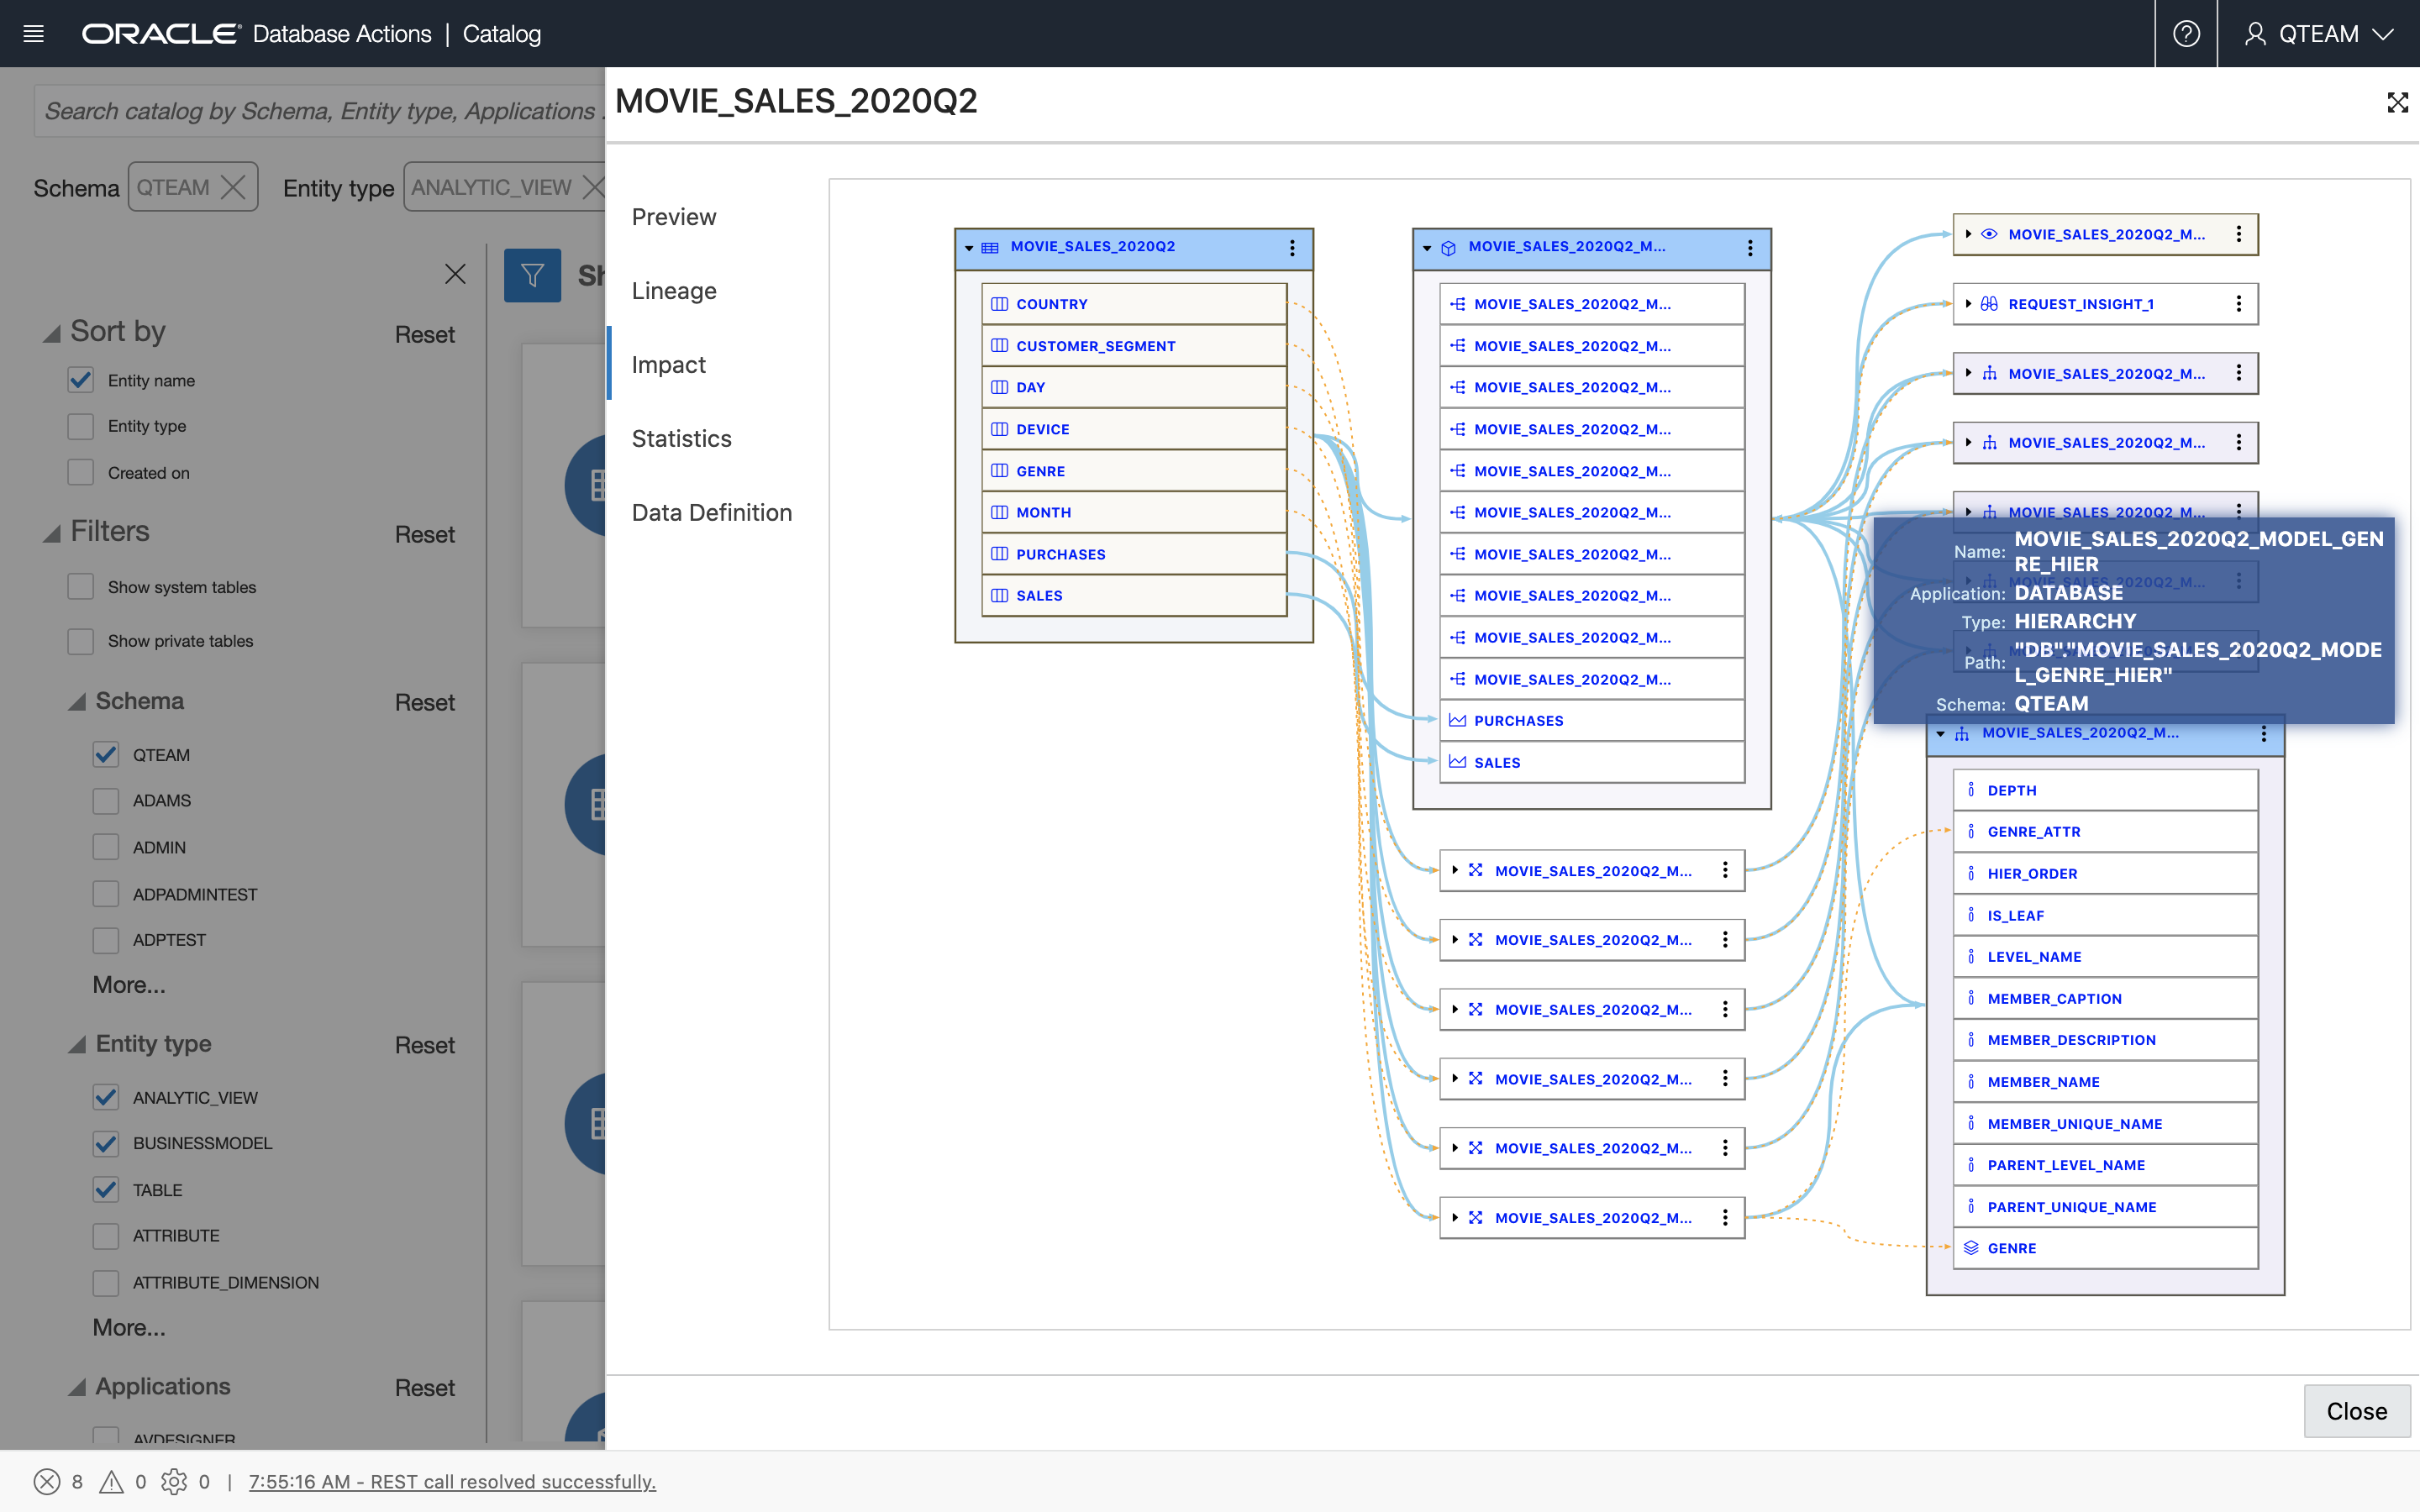 ORACLE Database Actions | Catalog
QTEAM
Search catalog by Schema, Entity type, Applications
Schema QTEAM Entity type ANALYTIC_VIEW
Sort by Reset
Entity name
Entity type
Created on
Filters Reset
Show system tables
Show private tables
Schema Reset
QTEAM
ADAMS
ADMIN
ADPADMINTEST
ADPTEST
More...
Entity type Reset
ANALYTIC_VIEW
BUSINESSMODEL
TABLE
ATTRIBUTE
ATTRIBUTE_DIMENSION
More...
Applications Reset
AVDESIGNER
MOVIE_SALES_2020Q2
Preview
Lineage
Impact
Statistics
Data Definition
MOVIE_SALES_2020Q2
COUNTRY
CUSTOMER_SEGMENT
DAY
DEVICE
GENRE
MONTH
PURCHASES
SALES
MOVIE_SALES_2020Q2_M...
MOVIE_SALES_2020Q2_M...
MOVIE_SALES_2020Q2_M...
MOVIE_SALES_2020Q2_M...
MOVIE_SALES_2020Q2_M...
MOVIE_SALES_2020Q2_M...
MOVIE_SALES_2020Q2_M...
MOVIE_SALES_2020Q2_M...
MOVIE_SALES_2020Q2_M...
MOVIE_SALES_2020Q2_M...
MOVIE_SALES_2020Q2_M...
PURCHASES
SALES
MOVIE_SALES_2020Q2_M...
MOVIE_SALES_2020Q2_M...
MOVIE_SALES_2020Q2_M...
MOVIE_SALES_2020Q2_M...
MOVIE_SALES_2020Q2_M...
MOVIE_SALES_2020Q2_M...
MOVIE_SALES_2020Q2_M...
REQUEST_INSIGHT_1
MOVIE_SALES_2020Q2_M...
MOVIE_SALES_2020Q2_M...
MOVIE_SALES_2020Q2_M...
MOVIE_SALES_2020Q2_M...
Name: MOVIE_SALES_2020Q2_MODEL_GEN
RE_HIER
Application: DATABASE
Type: HIERARCHY
Path: "DB"."MOVIE_SALES_2020Q2_MODE
L_GENRE_HIER"
Schema: QTEAM
MOVIE_SALES_2020Q2_M...
DEPTH
GENRE_ATTR
HIER_ORDER
IS_LEAF
LEVEL_NAME
MEMBER_CAPTION
MEMBER_DESCRIPTION
MEMBER_NAME
MEMBER_UNIQUE_NAME
PARENT_LEVEL_NAME
PARENT_UNIQUE_NAME
GENRE
Close
8 0 0 | 7:55:16 AM - REST call resolved successfully.